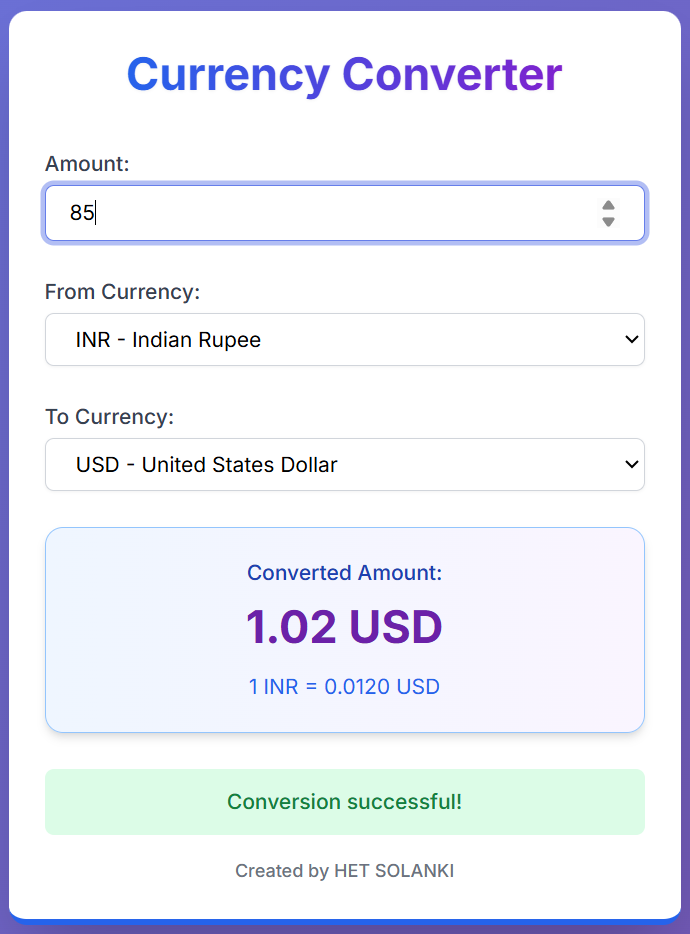 Currency Converter
Amount:
85
From Currency:
INR - Indian Rupee
To Currency:
USD - United States Dollar
Converted Amount:
1.02 USD
1 INR = 0.0120 USD
Conversion successful!
Created by HET SOLANKI